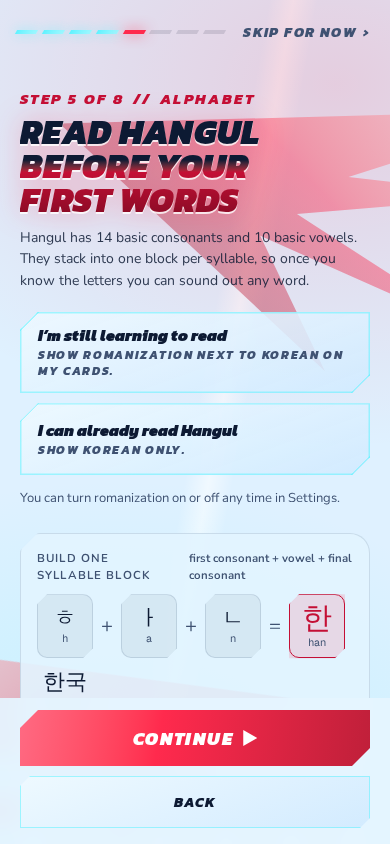 SKIP FOR NOW >
STEP 5 OF 8 // ALPHABET
READ HANGUL
BEFORE YOUR
FIRST WORDS
Hangul has 14 basic consonants and 10 basic vowels.
They stack into one block per syllable, so once you
know the letters you can sound out any word.
I'm still learning to read
SHOW ROMANIZATION NEXT TO KOREAN ON
MY CARDS.
I can already read Hangul
SHOW KOREAN ONLY.
You can turn romanization on or off any time in Settings.
BUILD ONE
SYLLABLE BLOCK
first consonant + vowel + final
consonant
ㅎ + ㅏ + ㄴ = 한
h a n han
한국
CONTINUE ▶
BACK